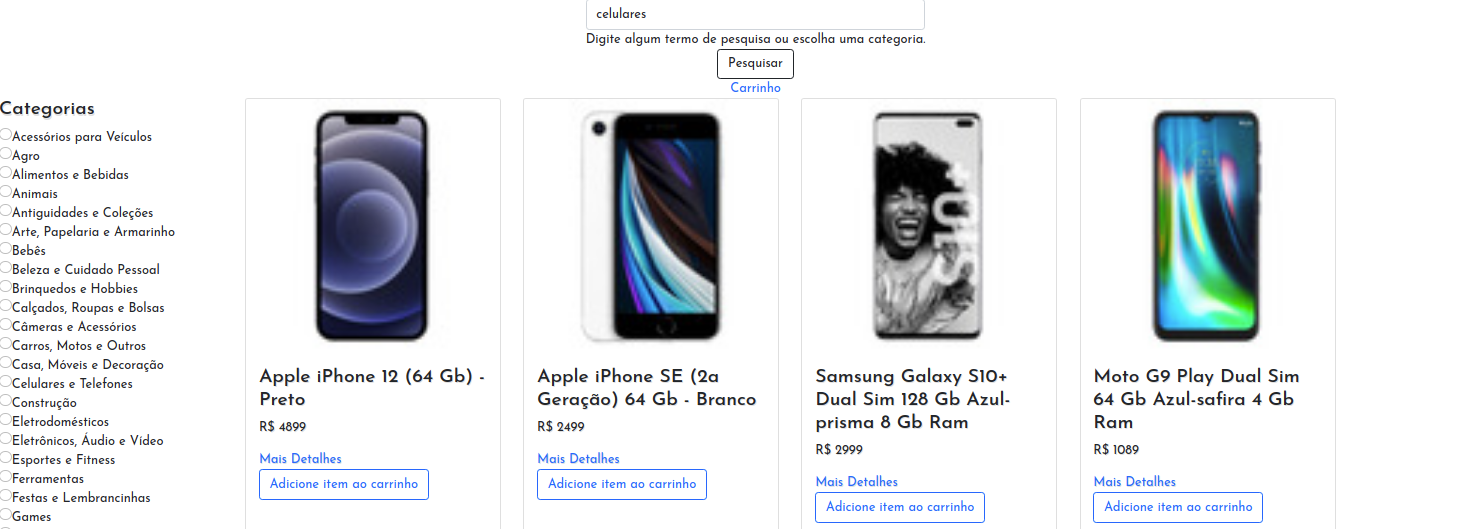 celulares
Digite algum termo de pesquisa ou escolha uma categoria.
Pesquisar
Carrinho
Categorias
Acessórios para Veículos
Agro
Alimentos e Bebidas
Animais
Antiguidades e Coleções
Arte, Papelaria e Armarinho
Bebês
Beleza e Cuidado Pessoal
Brinquedos e Hobbies
Calçados, Roupas e Bolsas
Câmeras e Acessórios
Carros, Motos e Outros
Casa, Móveis e Decoração
Celulares e Telefones
Construção
Eletrodomésticos
Eletrônicos, Áudio e Vídeo
Esportes e Fitness
Ferramentas
Festas e Lembrancinhas
Games
Apple iPhone 12 (64 Gb) -
Preto
R$ 4899
Mais Detalhes
Adicione item ao carrinho
Apple iPhone SE (2a
Geração) 64 Gb - Branco
R$ 2499
Mais Detalhes
Adicione item ao carrinho
Samsung Galaxy S10+
Dual Sim 128 Gb Azul-
prisma 8 Gb Ram
R$ 2999
Mais Detalhes
Adicione item ao carrinho
Moto G9 Play Dual Sim
64 Gb Azul-safira 4 Gb
Ram
R$ 1089
Mais Detalhes
Adicione item ao carrinho